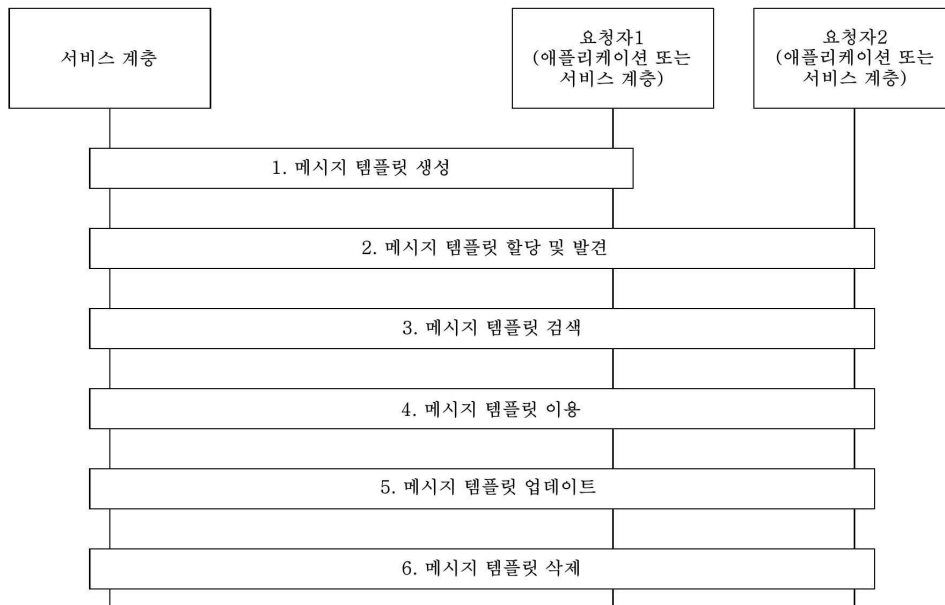 서비스 계층
요청자1
(애플리케이션 또는
서비스 계층)
요청자2
(애플리케이션 또는
서비스 계층)
1. 메시지 템플릿 생성
2. 메시지 템플릿 할당 및 발견
3. 메시지 템플릿 검색
4. 메시지 템플릿 이용
5. 메시지 템플릿 업데이트
6. 메시지 템플릿 삭제